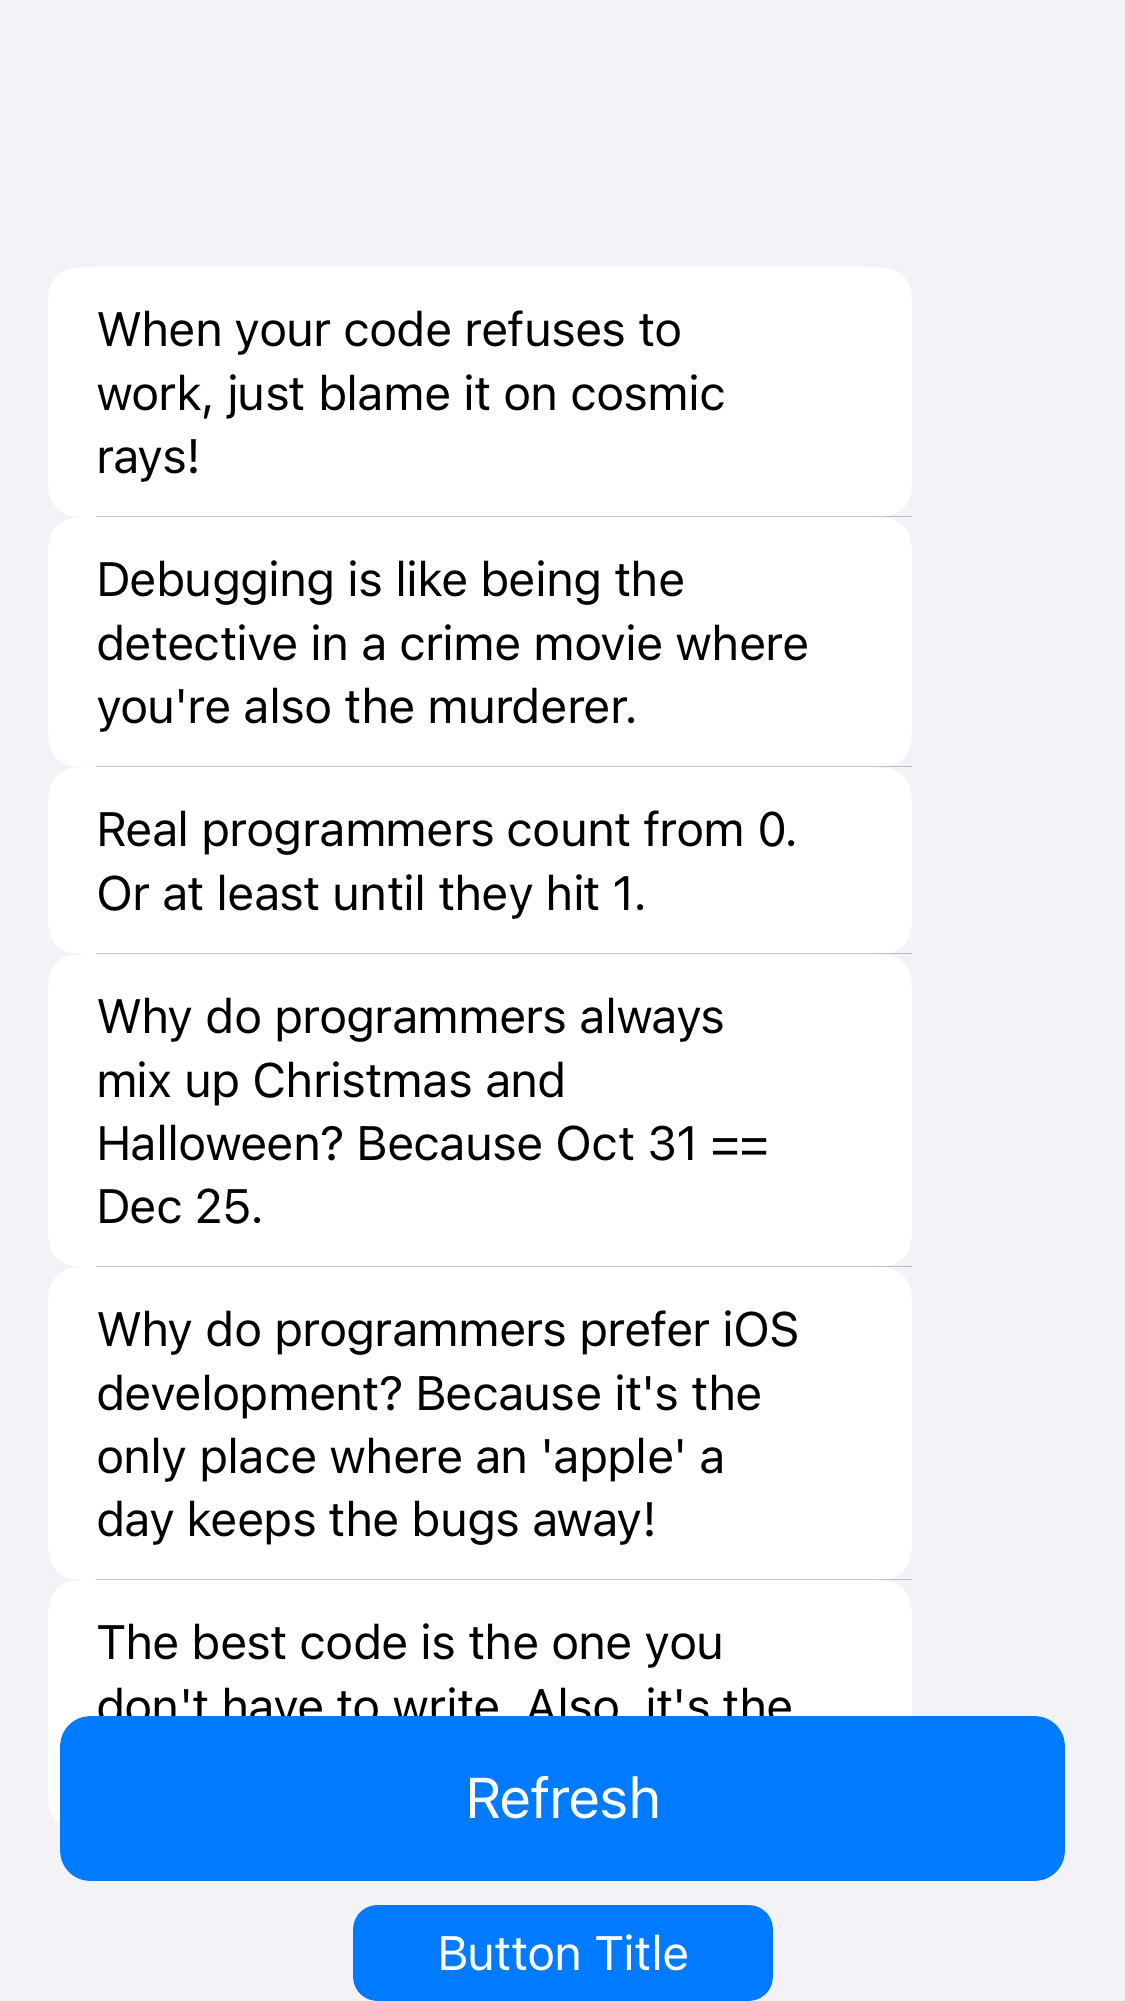 When your code refuses to
work, just blame it on cosmic
rays!
Debugging is like being the
detective in a crime movie where
you're also the murderer.
Real programmers count from 0.
Or at least until they hit 1.
Why do programmers always
mix up Christmas and
Halloween? Because Oct 31 ==
Dec 25.
Why do programmers prefer iOS
development? Because it's the
only place where an 'apple' a
day keeps the bugs away!
The best code is the one you
don't have to write. Also, it's the
Refresh
Button Title